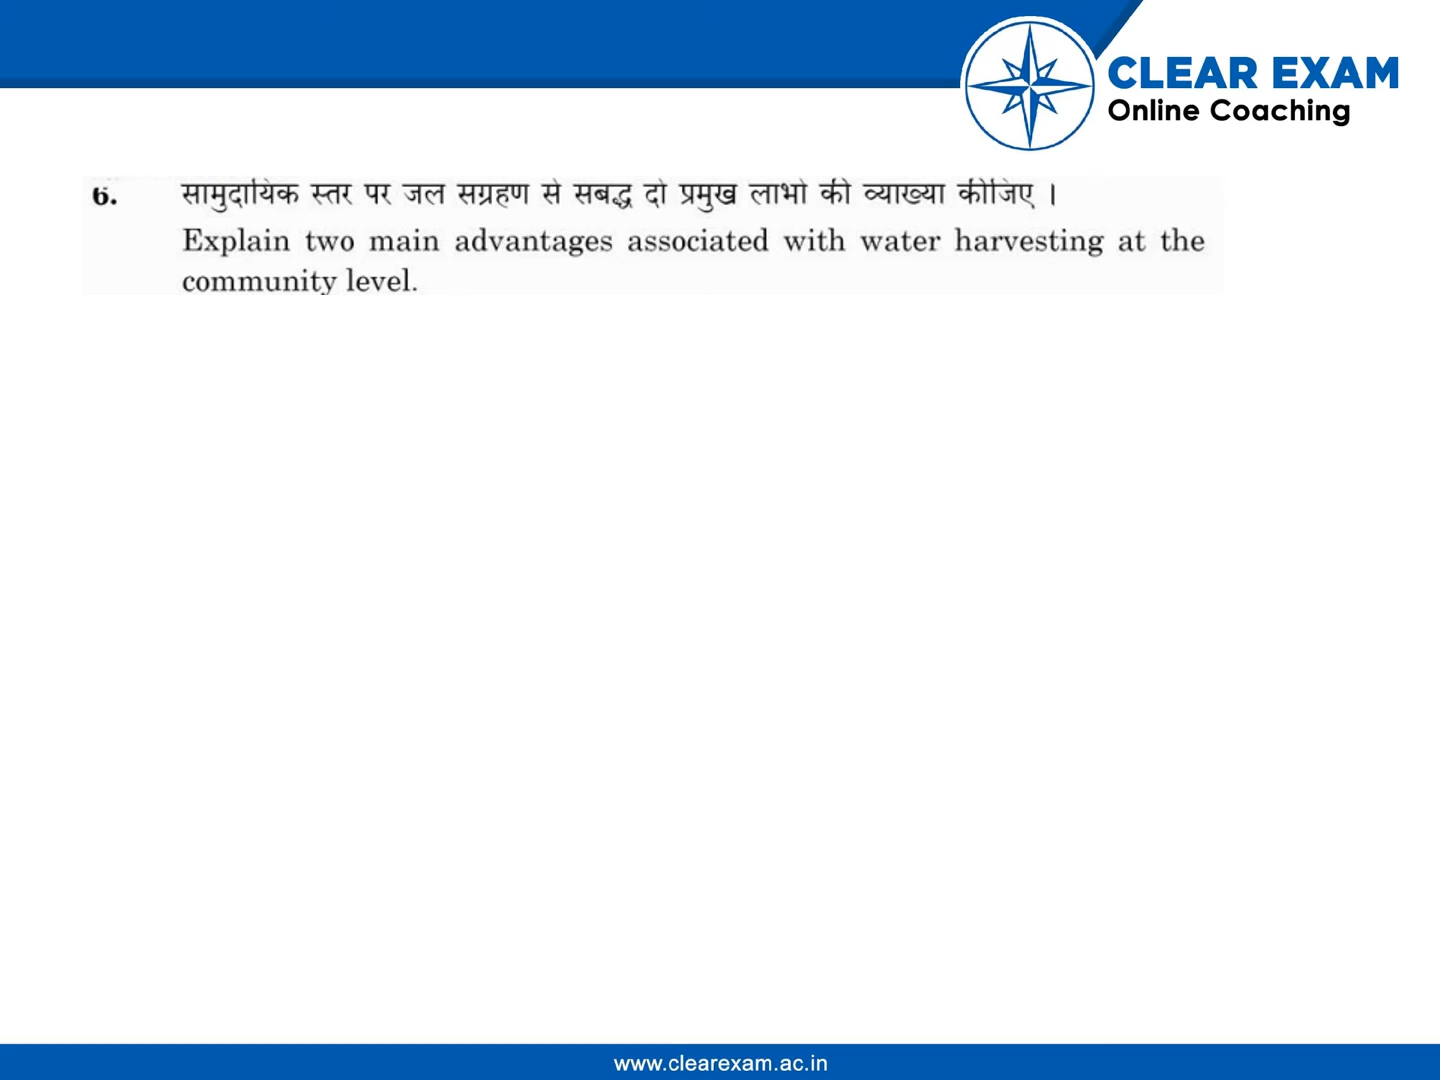 CLEAR EXAM
Online Coaching
6. सामुदायिक स्तर पर जल सग्रहण से सबद्ध दो प्रमुख लाभो की व्याख्या कीजिए ।
Explain two main advantages associated with water harvesting at the
community level.
www.clearexam.ac.in